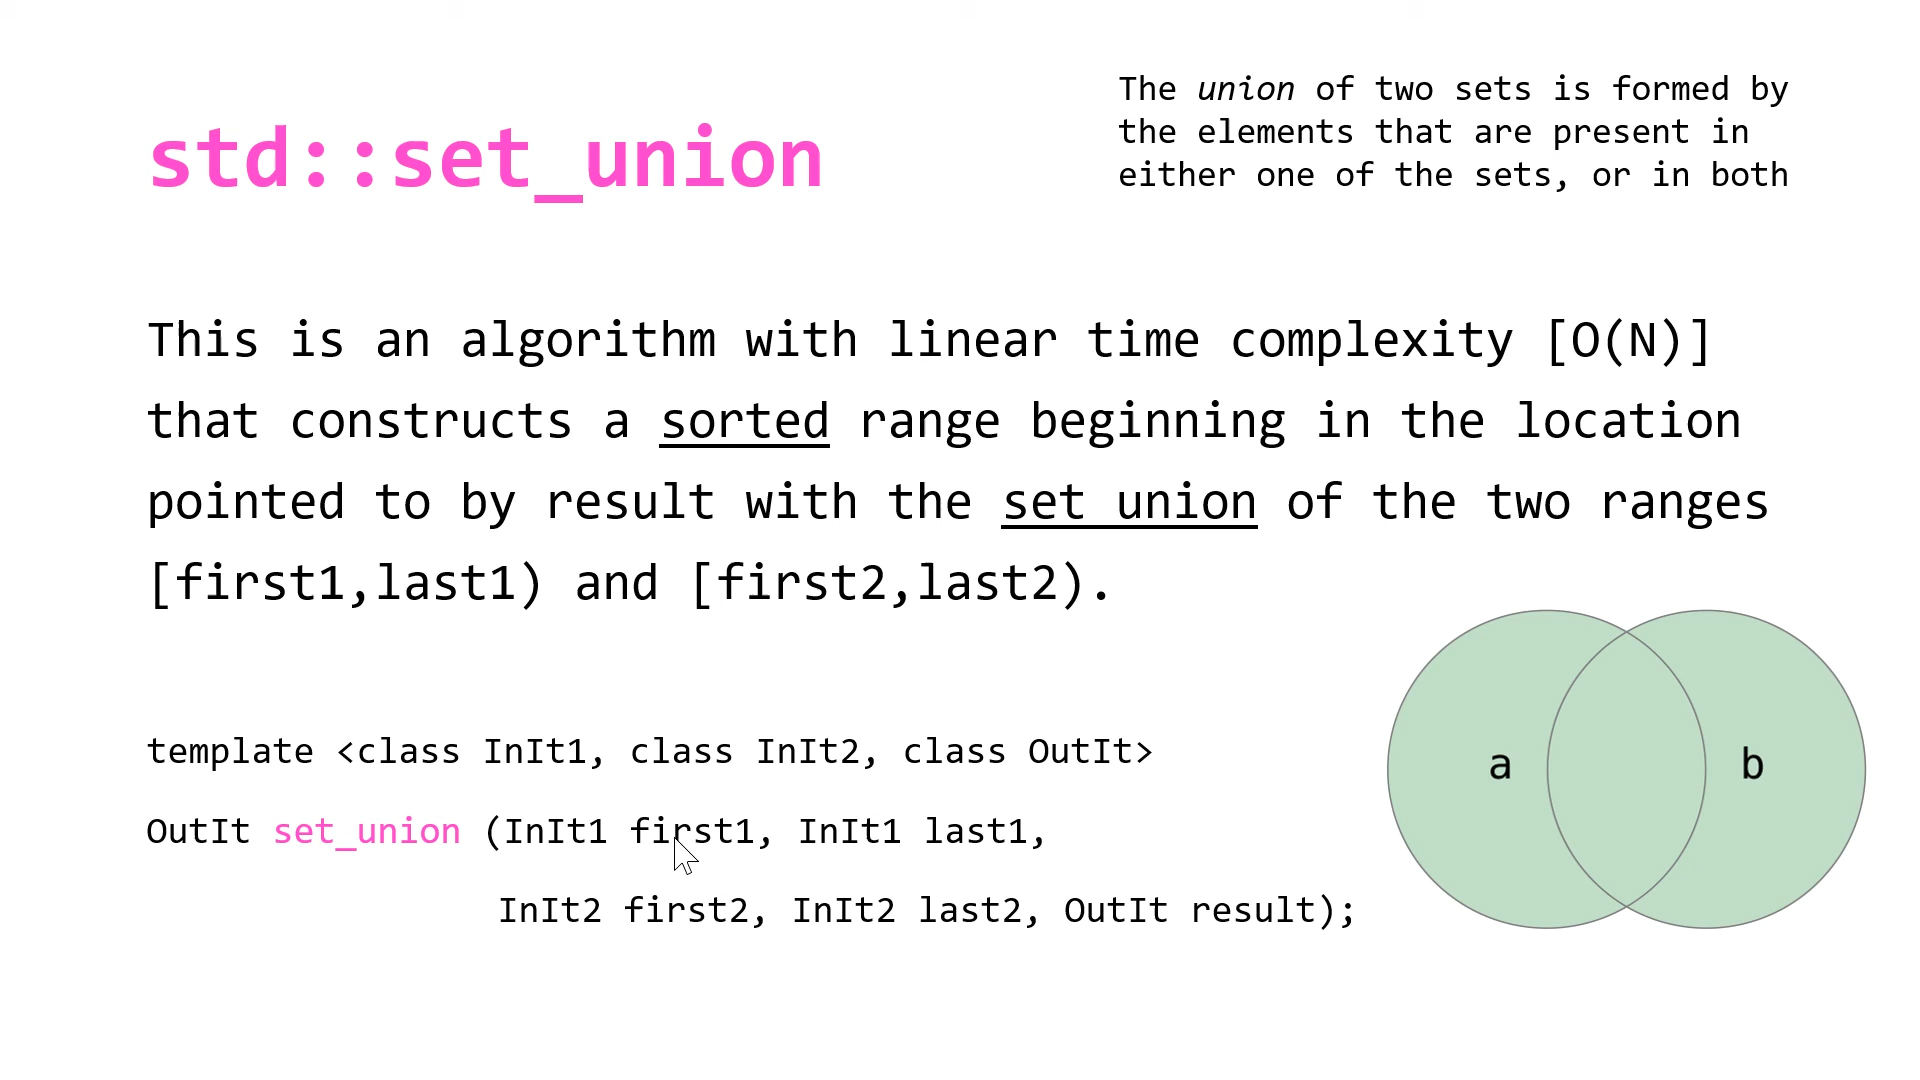 std::set_union
The union of two sets is formed by
the elements that are present in
either one of the sets, or in both
This is an algorithm with linear time complexity [O(N)]
that constructs a sorted range beginning in the location
pointed to by result with the set union of the two ranges
[first1,last1) and [first2,last2).
template <class InIt1, class InIt2, class OutIt>
OutIt set_union (InIt1 first1, InIt1 last1,
InIt2 first2, InIt2 last2, OutIt result);
a
b